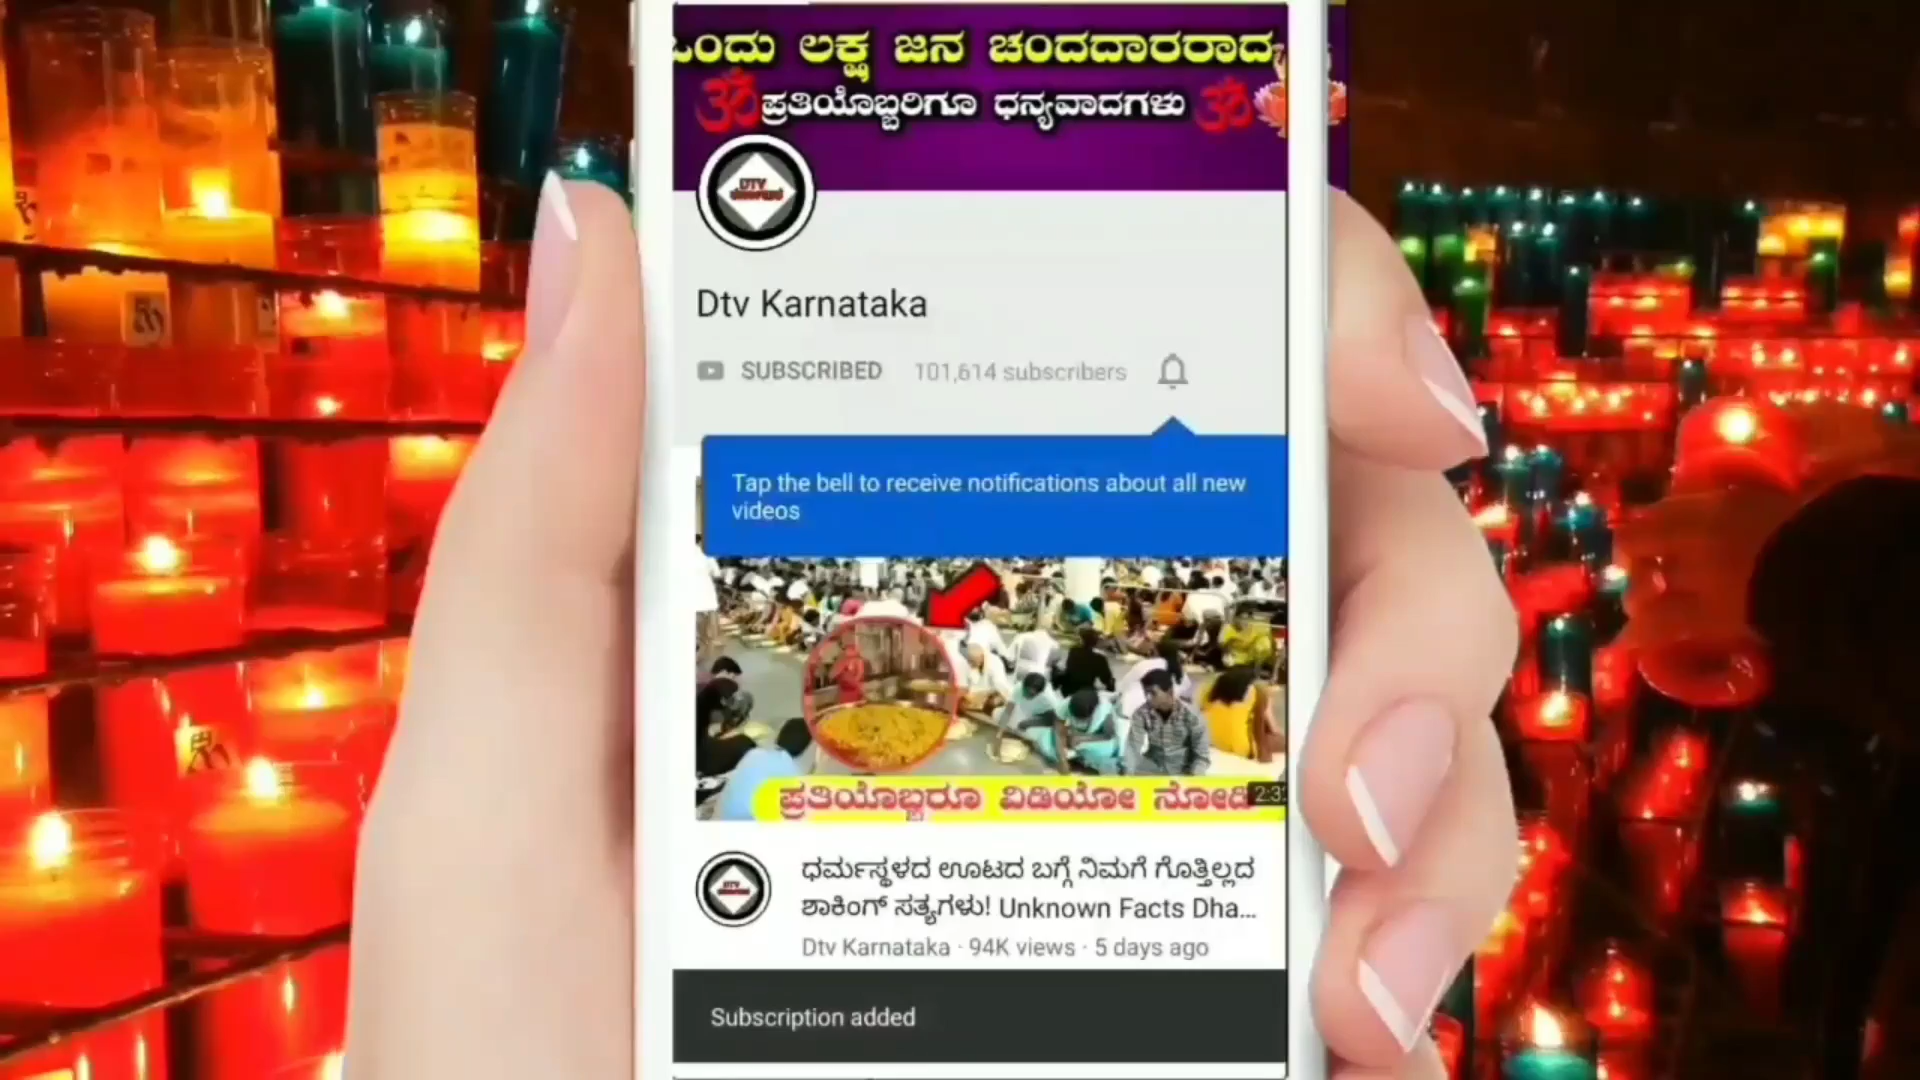 ಒಂದು ಲಕ್ಷ ಜನ ಚಂದದಾರರಾದ
ಪ್ರತಿಯೊಬ್ಬರಿಗೂ ಧನ್ಯವಾದಗಳು
DTV
Dtv Karnataka
SUBSCRIBED 101,614 subscribers
Tap the bell to receive notifications about all new
videos
ಪ್ರತಿಯೊಬ್ಬರೂ ವಿಡಿಯೋ ನೋಡಿ
ಧರ್ಮಸ್ಥಳದ ಊಟದ ಬಗ್ಗೆ ನಿಮಗೆ ಗೊತ್ತಿಲ್ಲದ
ಶಾಕಿಂಗ್ ಸತ್ಯಗಳು! Unknown Facts Dha...
Dtv Karnataka · 94K views · 5 days ago
Subscription added